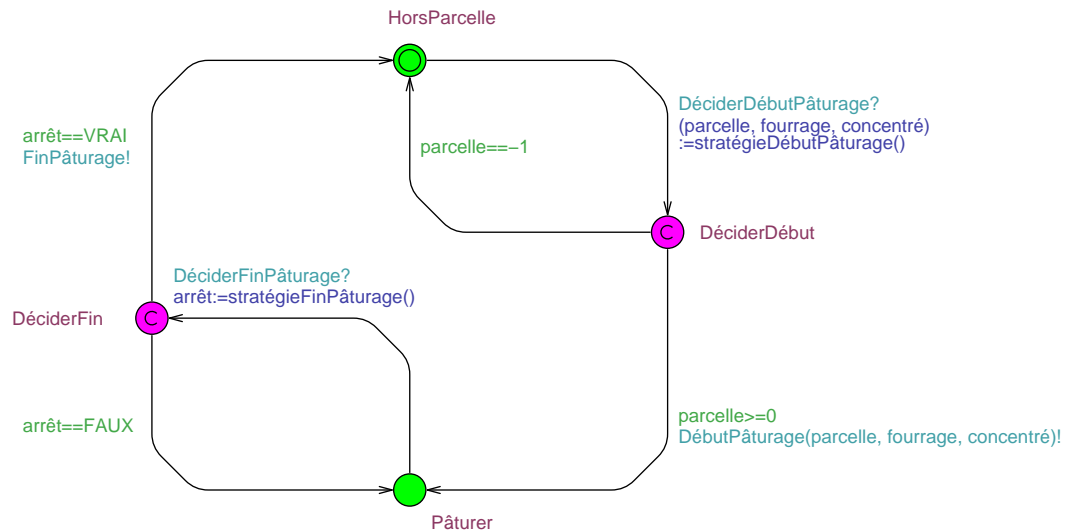 HorsParcelle
DéciderDébutPâturage?
(parcelle, fourrage, concentré)
:=stratégieDébutPâturage()
arrêt==VRAI
FinPâturage!
parcelle==−1
C
DéciderDébut
DéciderFinPâturage?
arrêt:=stratégieFinPâturage()
DéciderFin
C
parcelle>=0
DébutPâturage(parcelle, fourrage, concentré)!
arrêt==FAUX
Pâturer